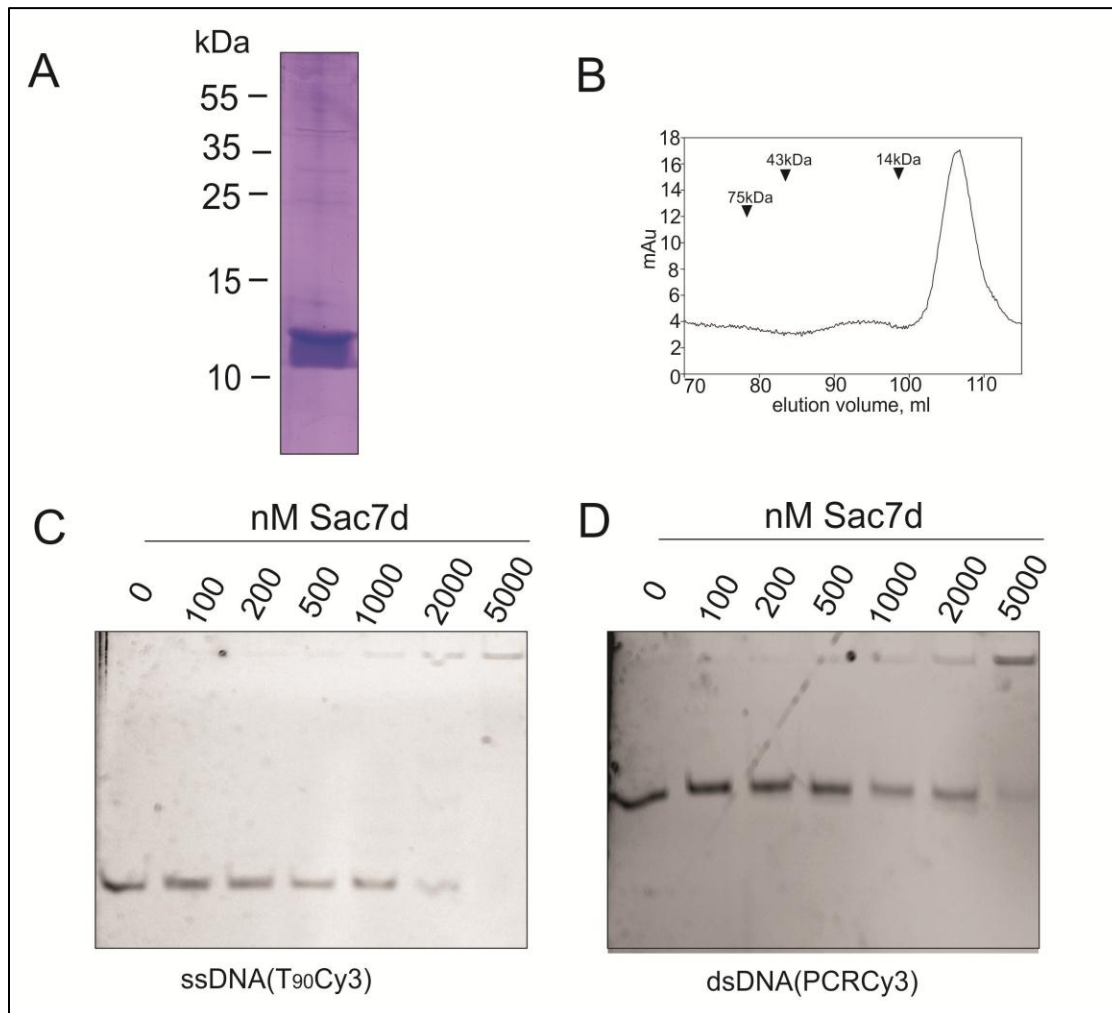 A
kDa
55
35
25
15
10
B
18
16
14
12
10
8
6
4
2
0
mAu
75kDa
43kDa
14kDa
70 80 90 100 110
elution volume, ml
C
nM Sac7d
0 100 200 500 1000 2000 5000
ssDNA(T90Cy3)
D
nM Sac7d
0 100 200 500 1000 2000 5000
dsDNA(PCRCy3)